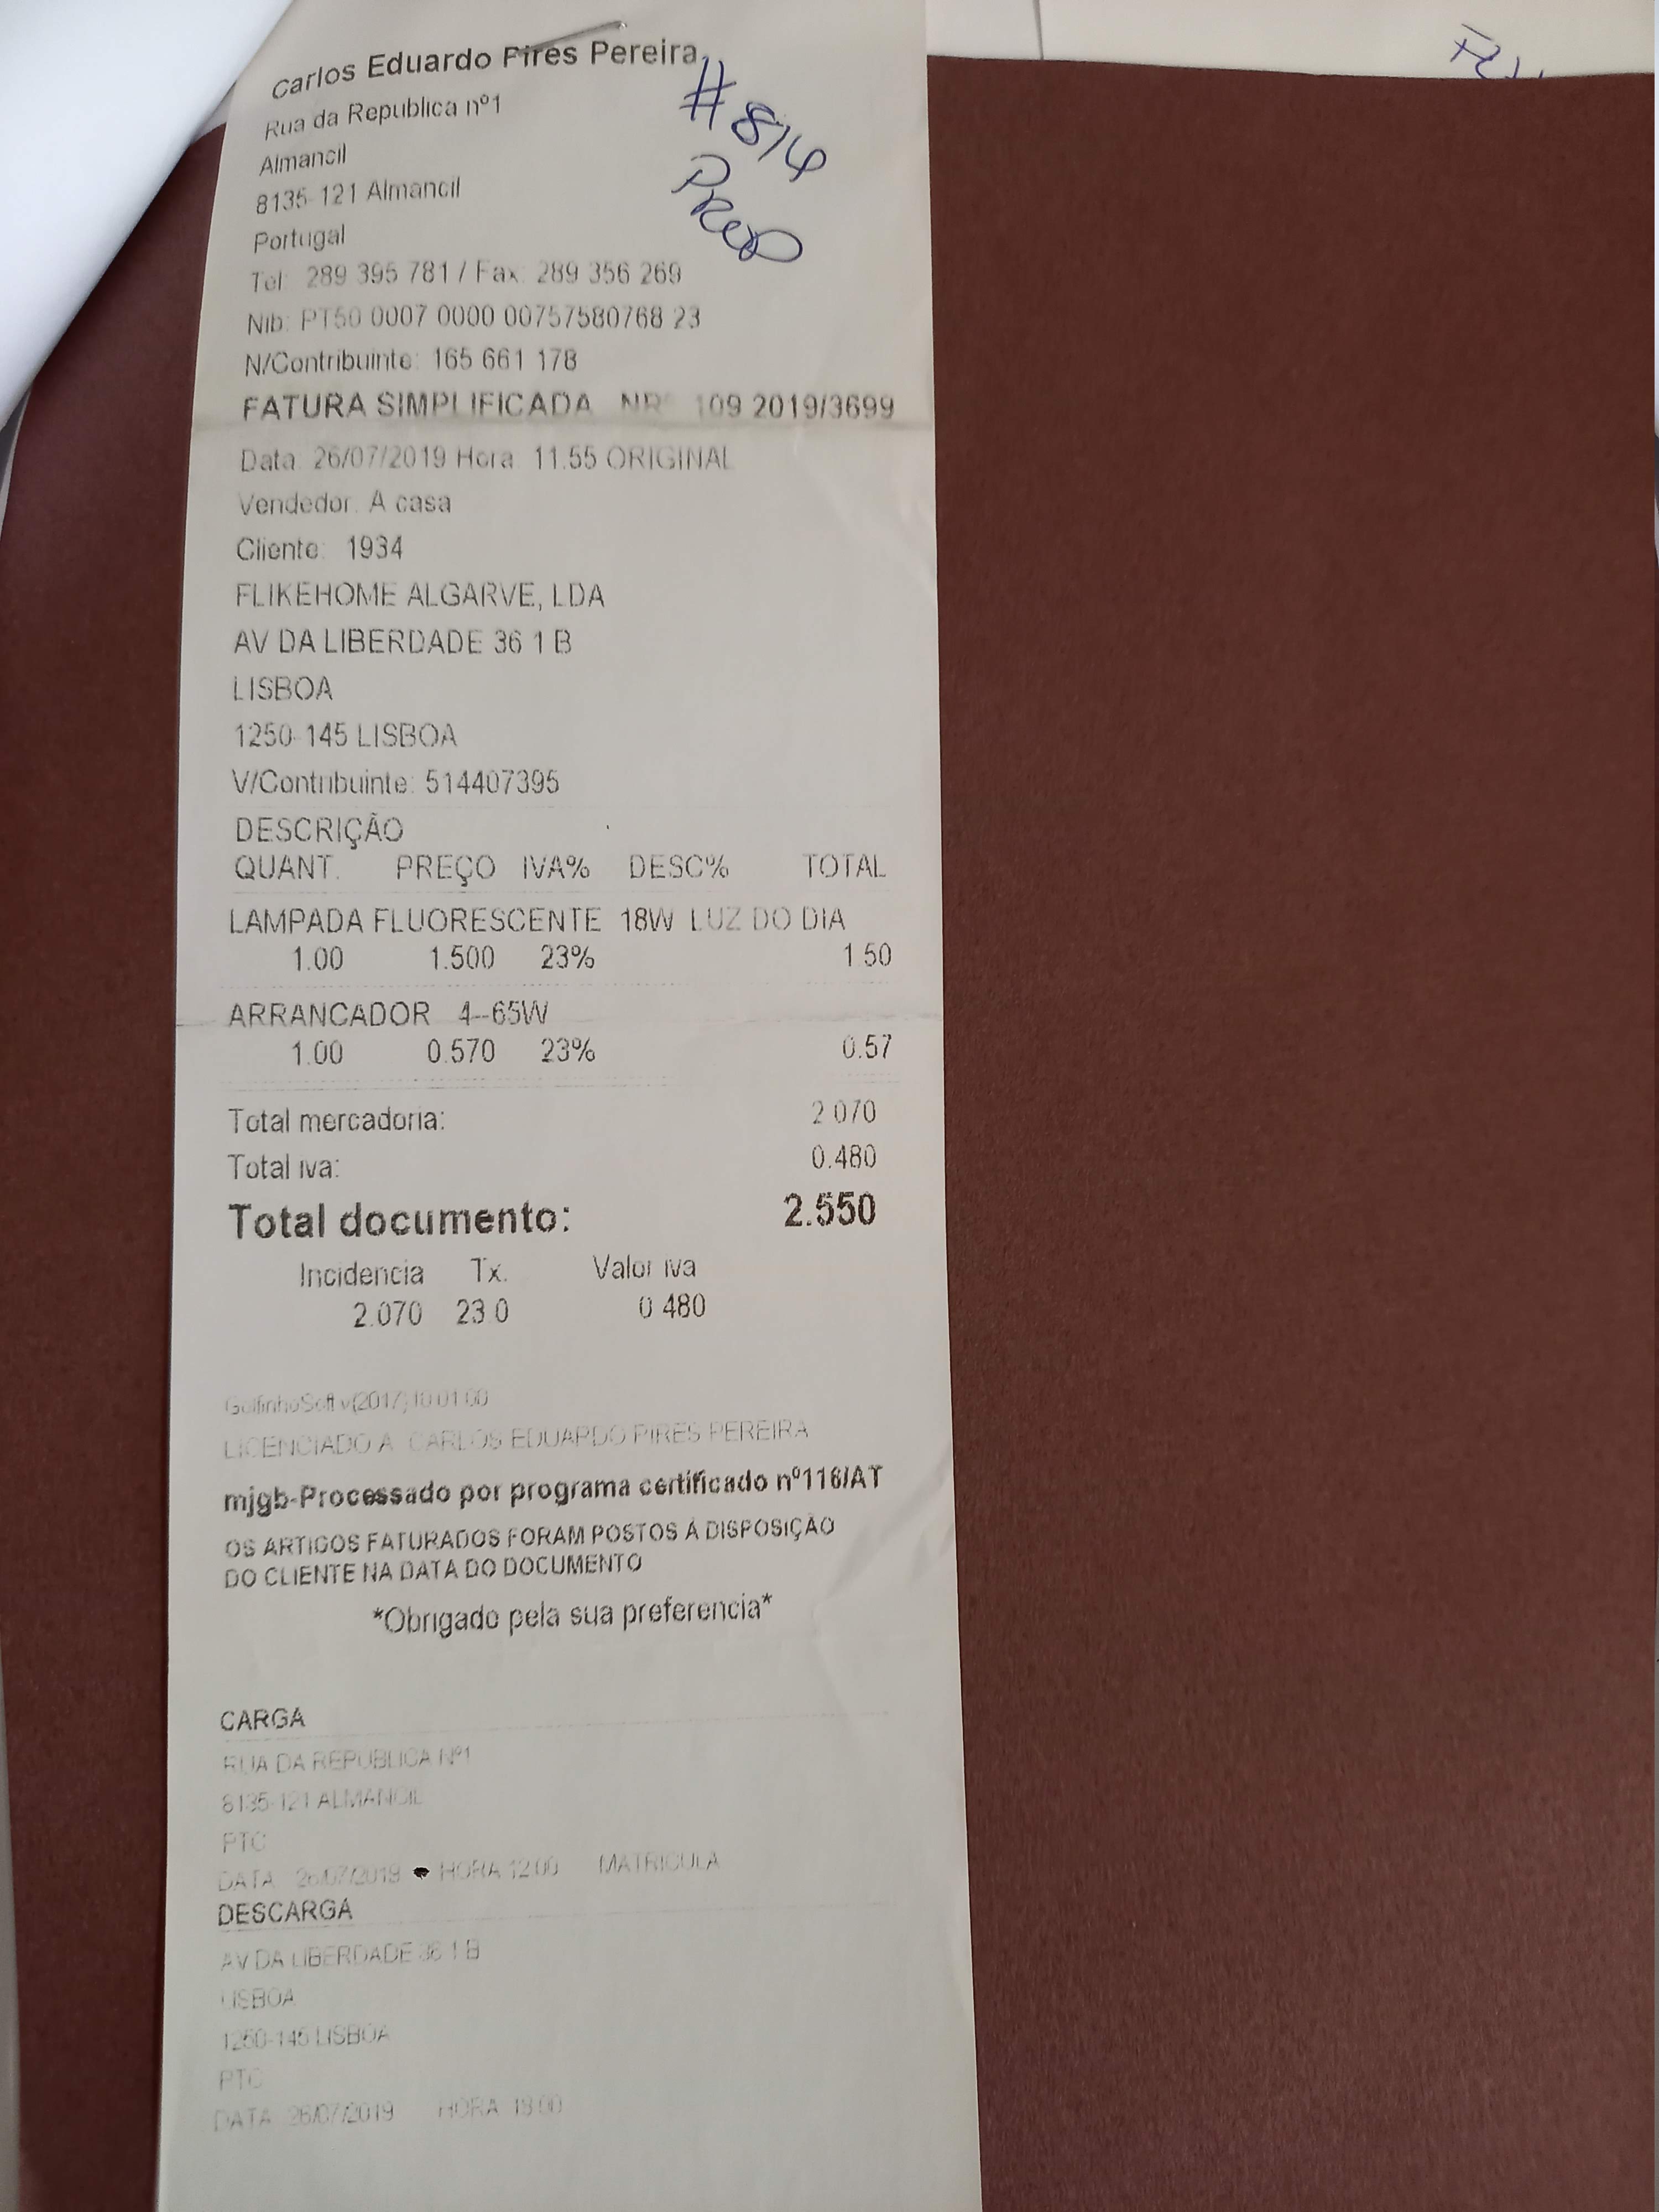 Carlos Eduardo Pires Pereira
Rua da Republica nº1
Almancil
8135-121 Almancil
Portugal
Tel: 289 395 781 / Fax: 289 356 269
Nib: PT50 0007 0000 00757580768 23
N/Contribuinte: 165 661 178
#814
PROD
FATURA SIMPLIFICADA NRº 109 2019/3699
Data: 26/07/2019 Hora: 11:55 ORIGINAL
Vendedor: A casa
Cliente: 1934
FLIKEHOME ALGARVE, LDA
AV DA LIBERDADE 36 1 B
LISBOA
1250-145 LISBOA
V/Contribuinte: 514407395
DESCRIÇÃO
QUANT. PREÇO IVA% DESC% TOTAL
LAMPADA FLUORESCENTE 18W LUZ DO DIA
1.00 1.500 23% 1.50
ARRANCADOR 4--65W
1.00 0.570 23% 0.57
Total mercadoria: 2.070
Total iva: 0.480
Total documento: 2.550
Incidencia Tx. Valor iva
2.070 23.0 0.480
GolfinhoSoft v(2017)10.01.00
LICENCIADO A: CARLOS EDUARDO PIRES PEREIRA
mjgb-Processado por programa certificado nº116/AT
OS ARTIGOS FATURADOS FORAM POSTOS À DISPOSIÇÃO
DO CLIENTE NA DATA DO DOCUMENTO
*Obrigado pela sua preferencia*
CARGA
RUA DA REPUBLICA Nº1
8135-121 ALMANCIL
PTC
DATA 26/07/2019 HORA 12:00 MATRICULA
DESCARGA
AV DA LIBERDADE 36 1 B
LISBOA
1250-145 LISBOA
PTC
DATA 26/07/2019 HORA